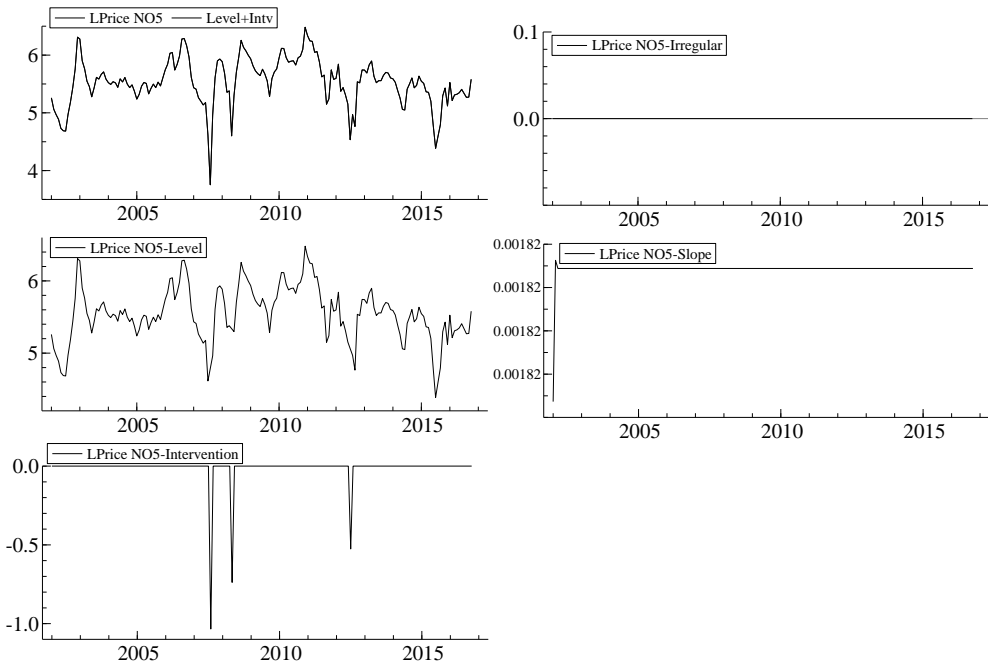 LPrice NO5 Level+Intv
6
5
4
2005 2010 2015
LPrice NO5-Irregular
0.1
0.0
2005 2010 2015
LPrice NO5-Level
6
5
2005 2010 2015
LPrice NO5-Slope
0.00182
0.00182
0.00182
0.00182
2005 2010 2015
LPrice NO5-Intervention
0.0
-0.5
-1.0
2005 2010 2015